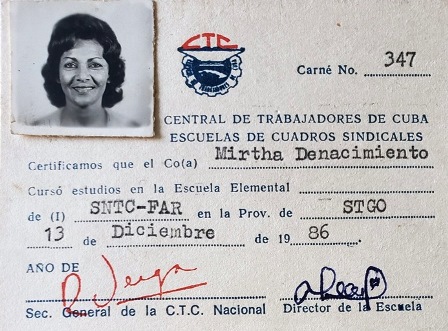 CTC
Carné No. 347
CENTRAL DE TRABAJADORES DE CUBA
ESCUELAS DE CUADROS SINDICALES
Certificamos que el Co(a) Mirtha Denacimiento
Cursó estudios en la Escuela Elemental
de (I) SNTC-FAR en la Prov. de STGO
13 de Diciembre de 19 86
AÑO DE
Sec. General de la C.T.C. Nacional Director de la Escuela